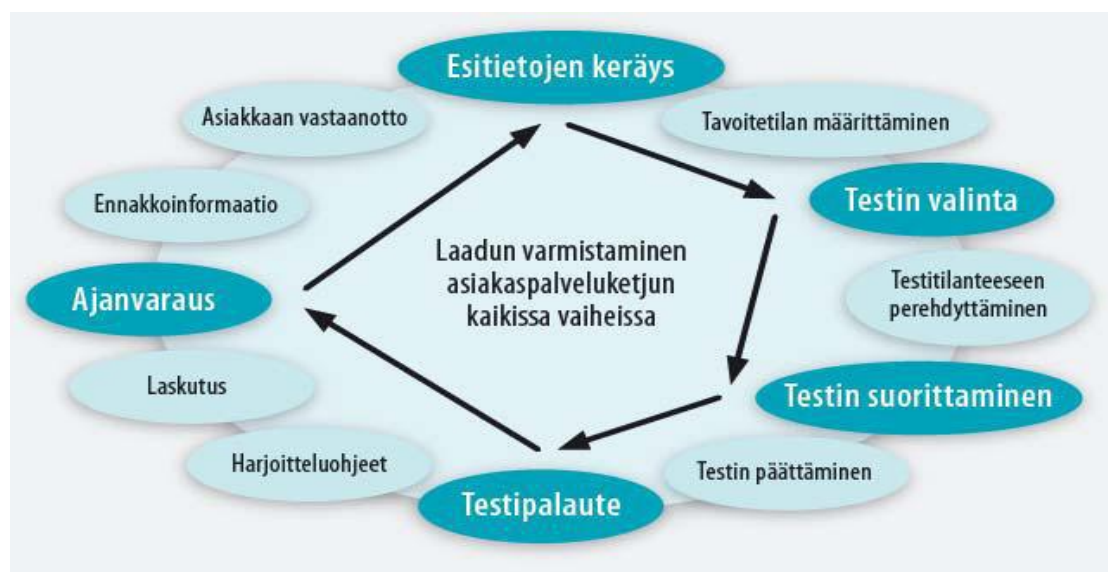 Esitietojen keräys
Asiakkaan vastaanotto
Tavoitetilan määrittäminen
Ennakkoinformaatio
Testin valinta
Laadun varmistaminen
asiakaspalveluketjun
kaikissa vaiheissa
Ajanvaraus
Testitilanteeseen
perehdyttäminen
Laskutus
Testin suorittaminen
Harjoitteluohjeet
Testin päättäminen
Testipalaute